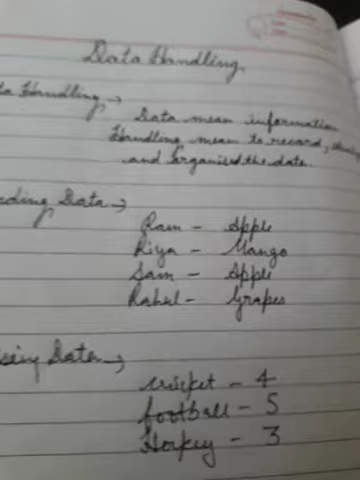 Data Handling
Handling →
Data mean information
Handling mean to record,
and organised the data.
Data →
Ram - Apple
Riya - Mango
Sam - Apple
Rahul - Grapes
Data →
cricket - 4
football - 5
Hockey - 3